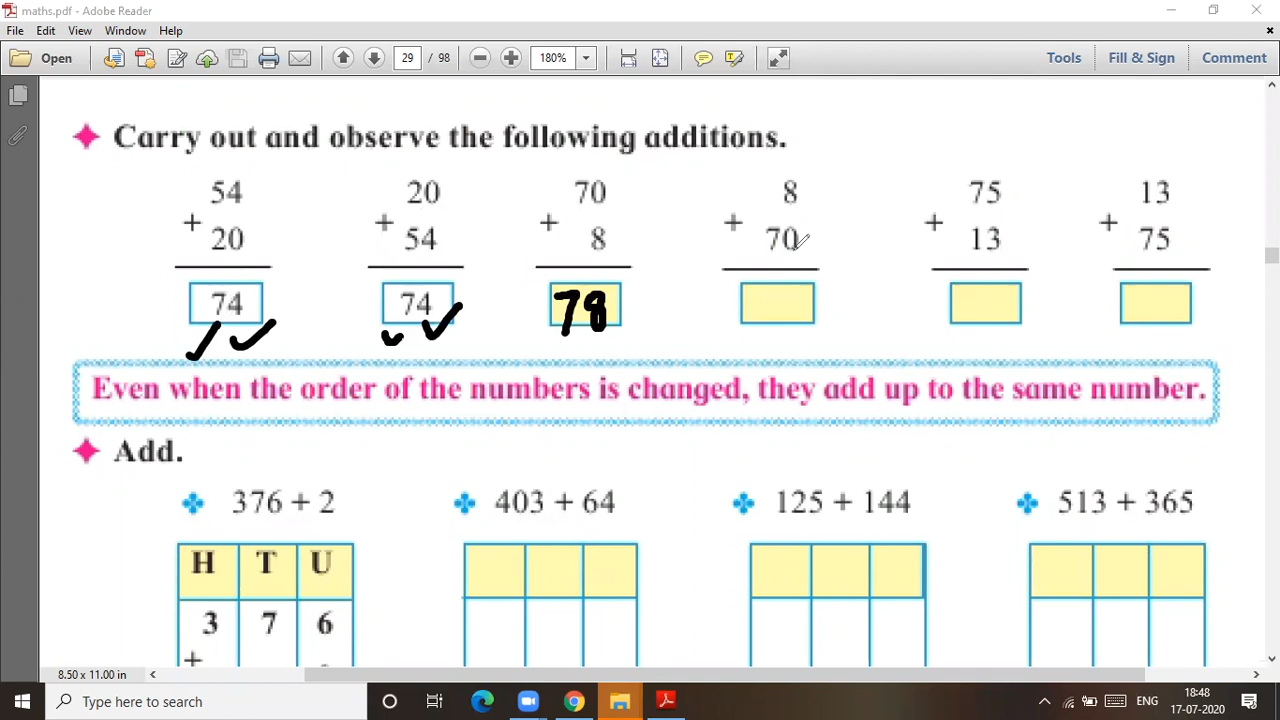 maths.pdf - Adobe Reader
File Edit View Window Help
Open 29 / 98 180% Tools Fill & Sign Comment
Carry out and observe the following additions.
54 20 70 8 75 13
+ + + + + +
20 54 8 70 13 75
74 74 78
Even when the order of the numbers is changed, they add up to the same number.
Add.
376 + 2 403 + 64 125 + 144 513 + 365
H T U
3 7 6
+
8.50 x 11.00 in
Type here to search ENG 18:48
17-07-2020